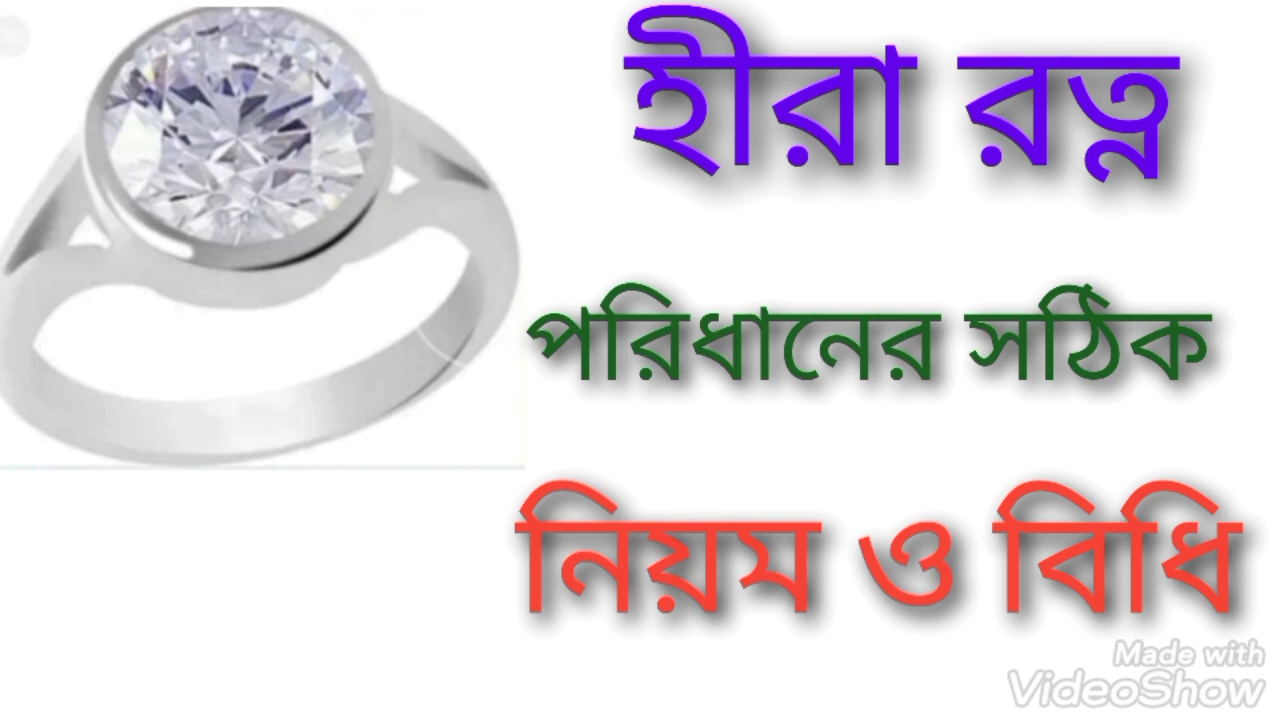 হীরা রত্ন
পরিধানের সঠিক
নিয়ম ও বিধি
Made with
VideoShow